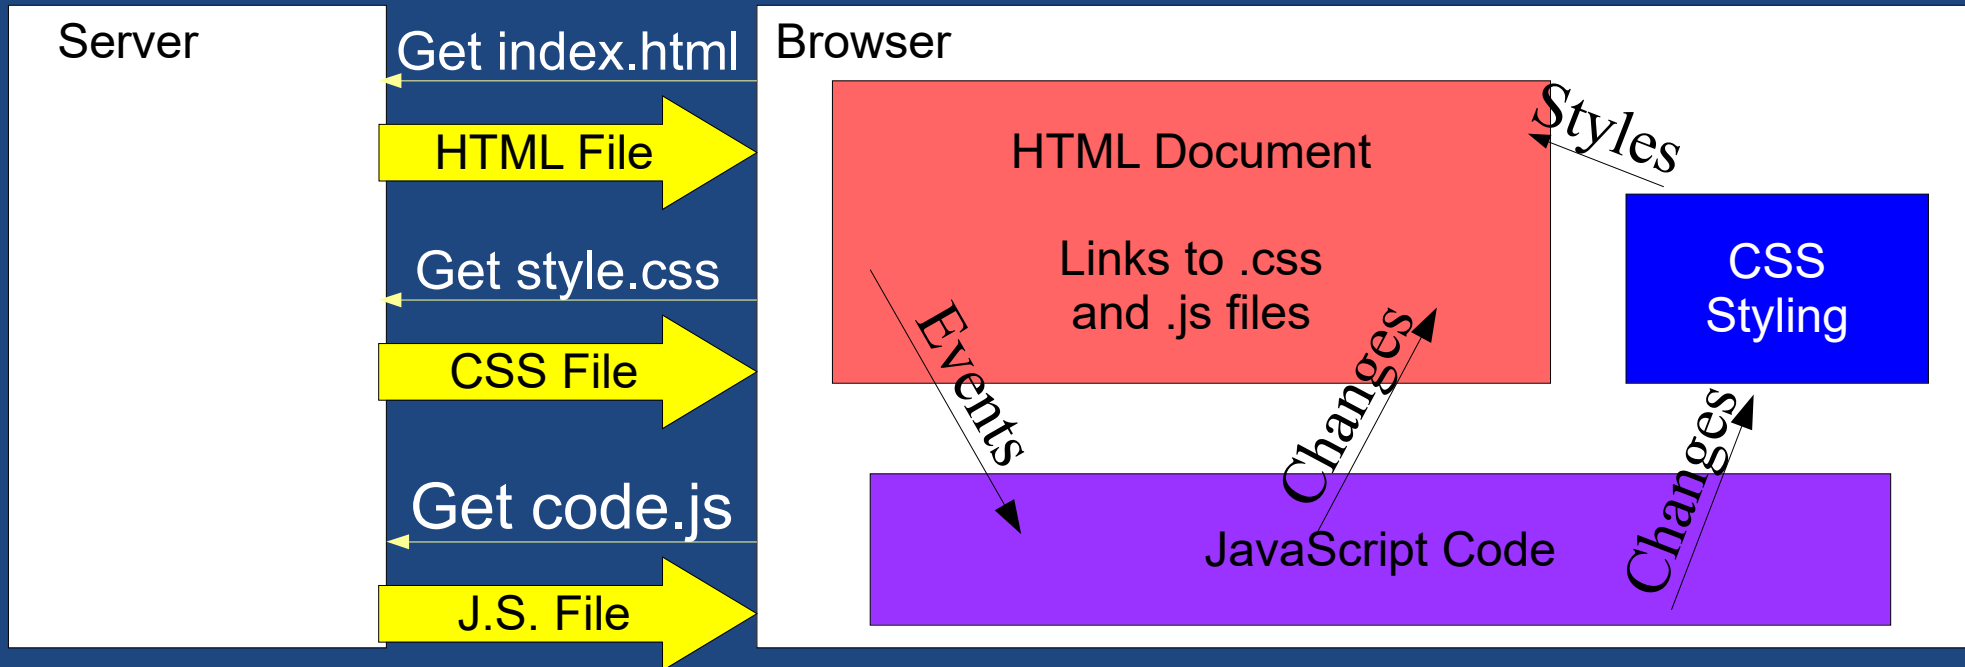 Server
Get index.html
HTML File
Get style.css
CSS File
Get code.js
J.S. File
Browser
HTML Document
Links to .css
and .js files
Styles
CSS
Styling
Events
Changes
Changes
JavaScript Code